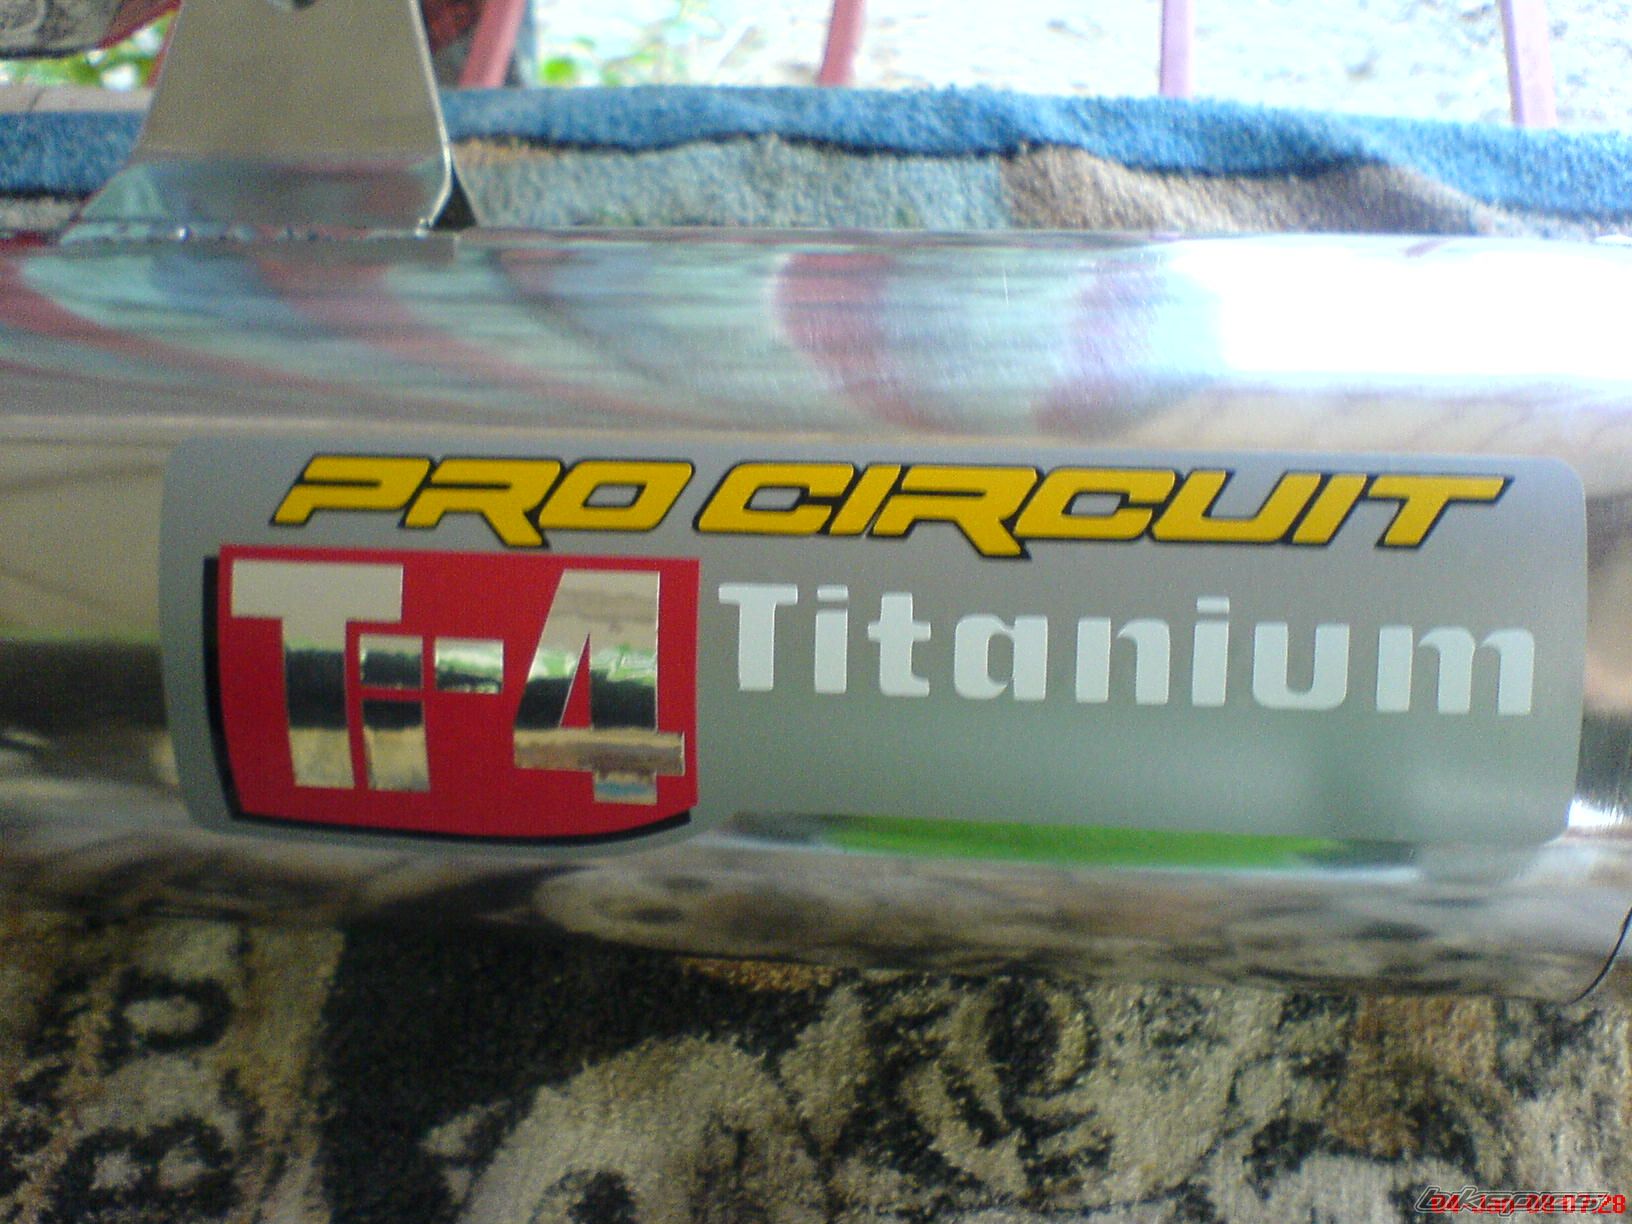 PRO CIRCUIT
Ti-4 Titanium